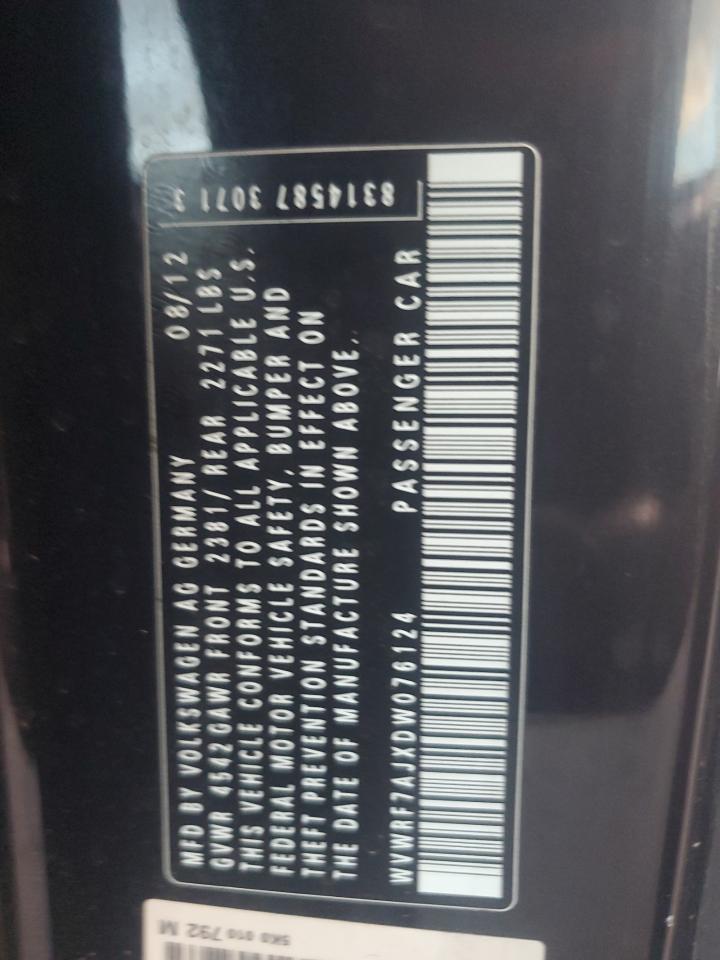 MFD BY VOLKSWAGEN AG GERMANY 08/12
GVWR 4542 GAWR FRONT 2381/ REAR 2271 LBS
THIS VEHICLE CONFORMS TO ALL APPLICABLE U.S.
FEDERAL MOTOR VEHICLE SAFETY, BUMPER AND
THEFT PREVENTION STANDARDS IN EFFECT ON
THE DATE OF MANUFACTURE SHOWN ABOVE.
WVWRF7AJXDW076124 PASSENGER CAR
8314587 3071 3
5K0 010 792 M